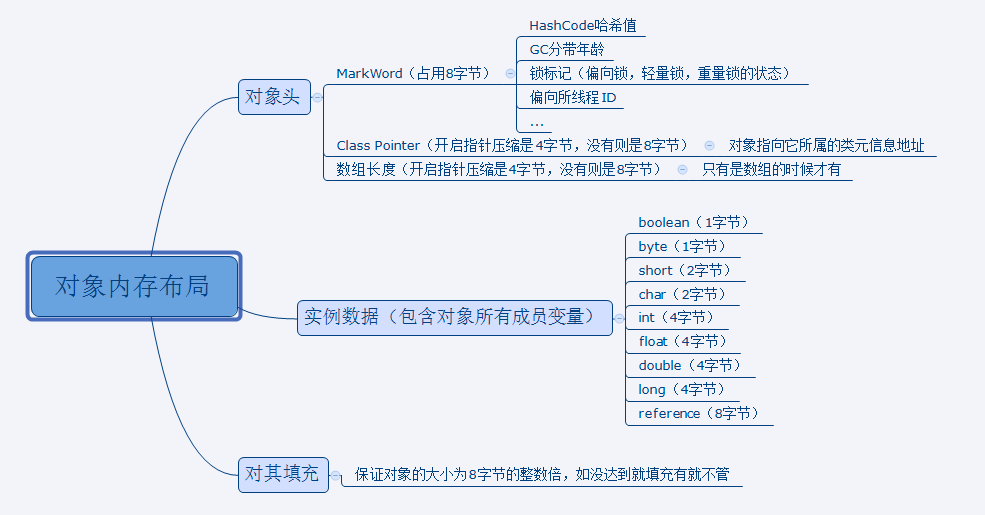 对象内存布局
对象头
MarkWord（占用8字节）
HashCode哈希值
GC分带年龄
锁标记（偏向锁，轻量锁，重量锁的状态）
偏向所线程ID
...
Class Pointer（开启指针压缩是4字节，没有则是8字节）
对象指向它所属的类元信息地址
数组长度（开启指针压缩是4字节，没有则是8字节）
只有是数组的时候才有
实例数据（包含对象所有成员变量）
boolean（1字节）
byte（1字节）
short（2字节）
char（2字节）
int（4字节）
float（4字节）
double（4字节）
long（4字节）
reference（8字节）
对其填充
保证对象的大小为8字节的整数倍，如没达到就填充有就不管